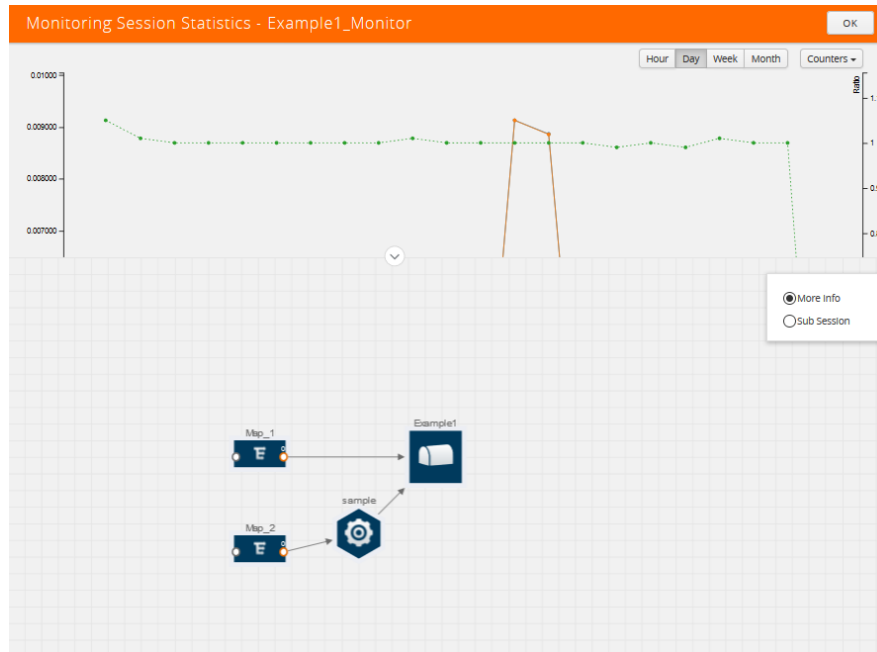 Monitoring Session Statistics - Example1_Monitor
OK
Hour Day Week Month Counters
0.01000
Ratio
0.009000
1
0.008000
0.007000
More Info
Sub Session
Example1
Map_1
sample
Map_2